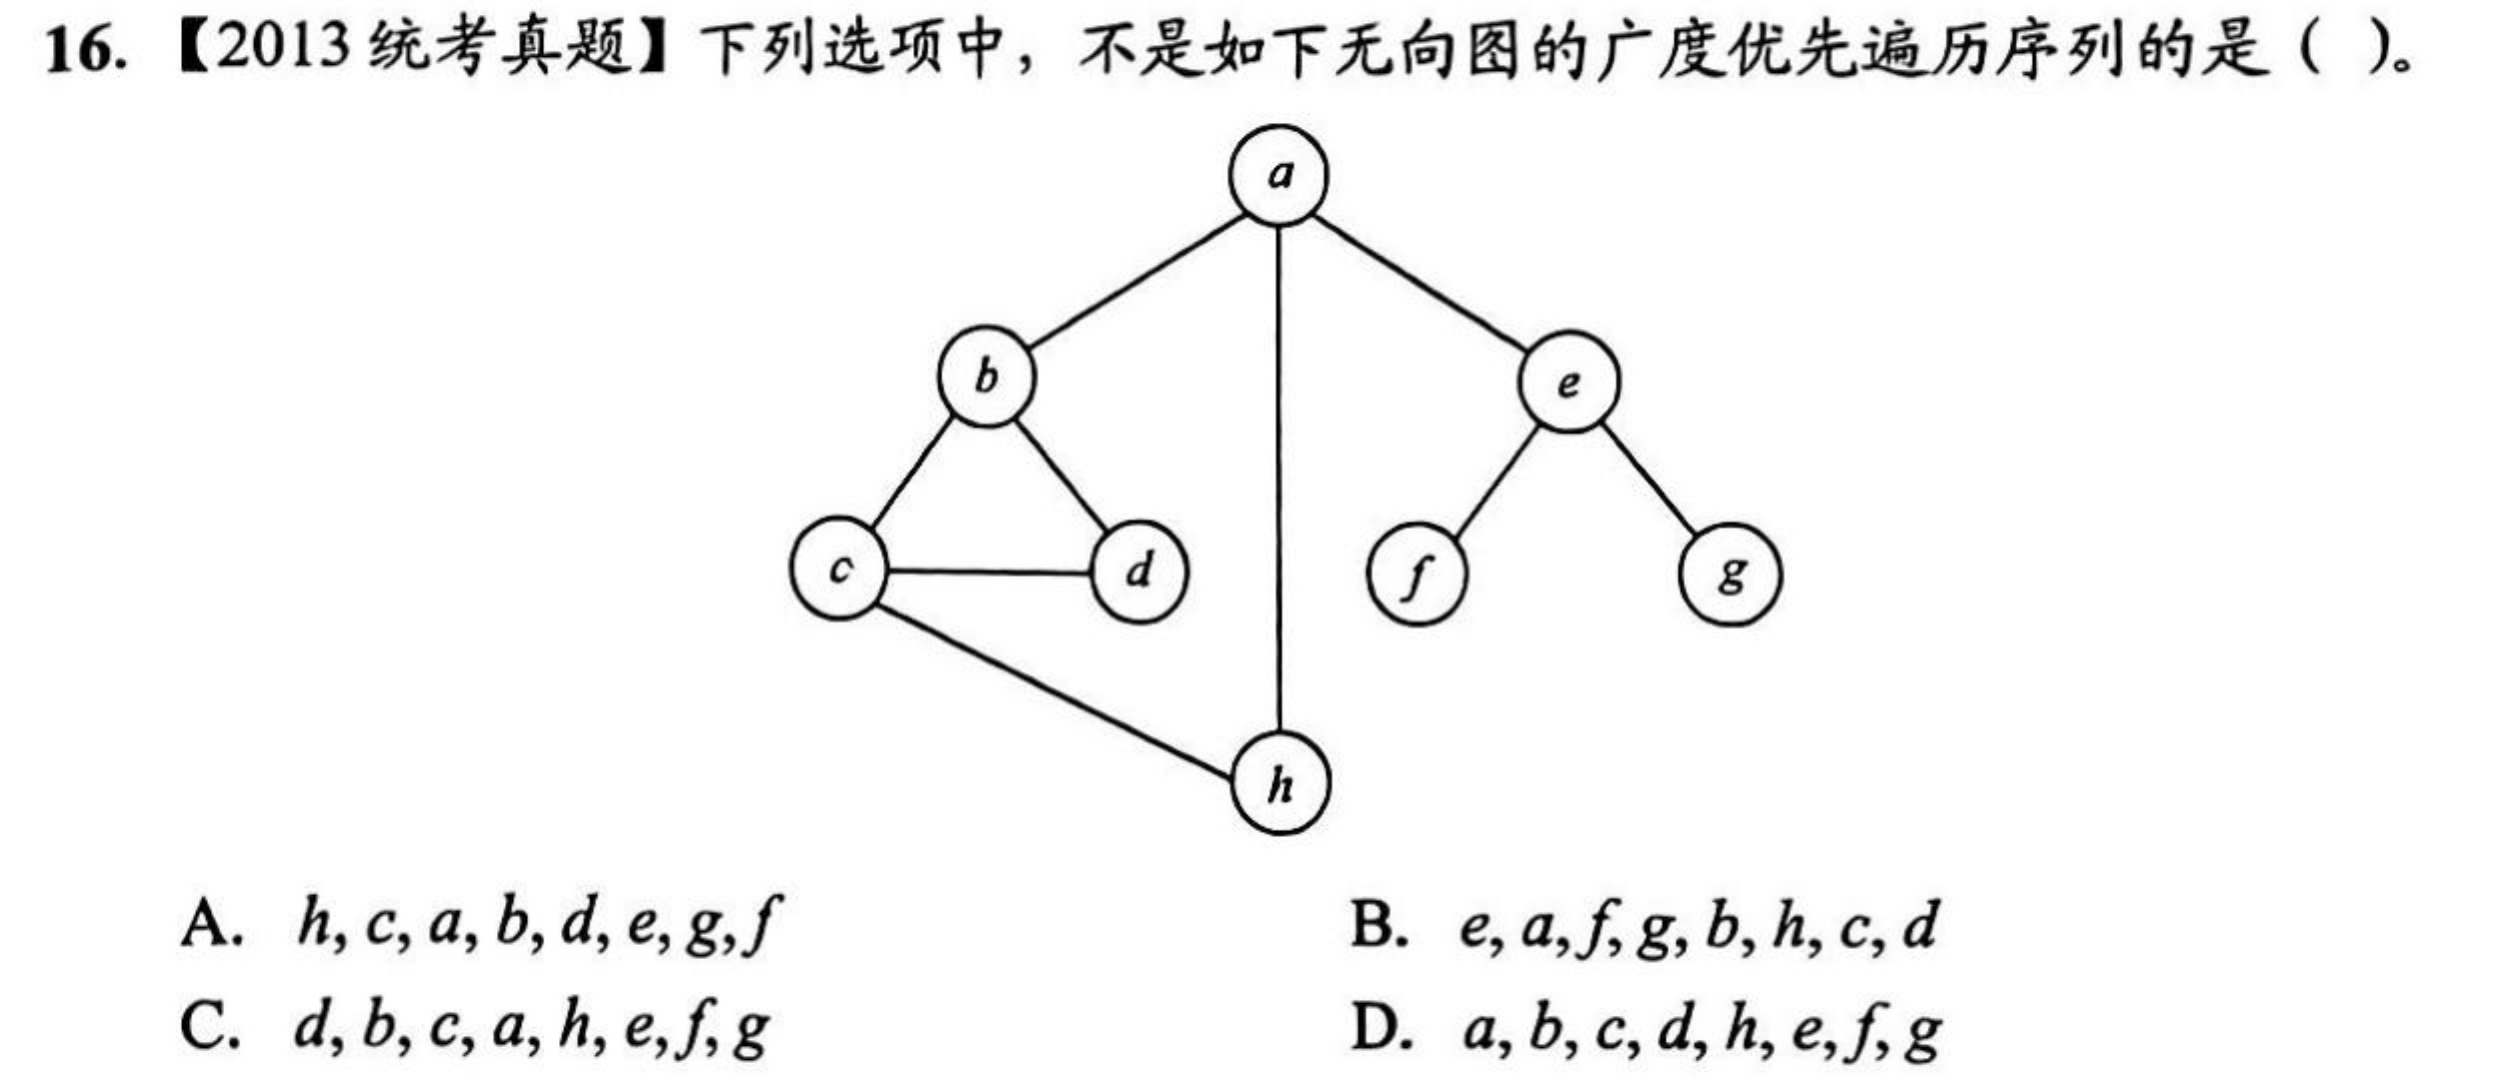 16. 【2013 统考真题】下列选项中，不是如下无向图的广度优先遍历序列的是（ ）。
a
b
e
c
d
f
g
h
A. h, c, a, b, d, e, g, f
B. e, a, f, g, b, h, c, d
C. d, b, c, a, h, e, f, g
D. a, b, c, d, h, e, f, g